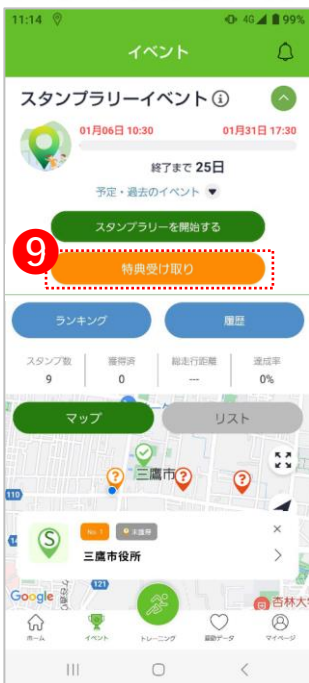 11:14 4G 99%
イベント
スタンプラリーイベント i
01月06日 10:30 01月31日 17:30
終了まで 25日
予定・過去のイベント ▼
スタンプラリーを開始する
9
特典受け取り
ランキング 履歴
スタンプ数 獲得済 総走行距離 達成率
9 0 --- 0%
マップ リスト
三鷹市
? ? ?
110
S No. 1 未獲得 ×
三鷹市役所 >
121
Google
杏林大
ホーム イベント トレーニング 運動データ マイページ